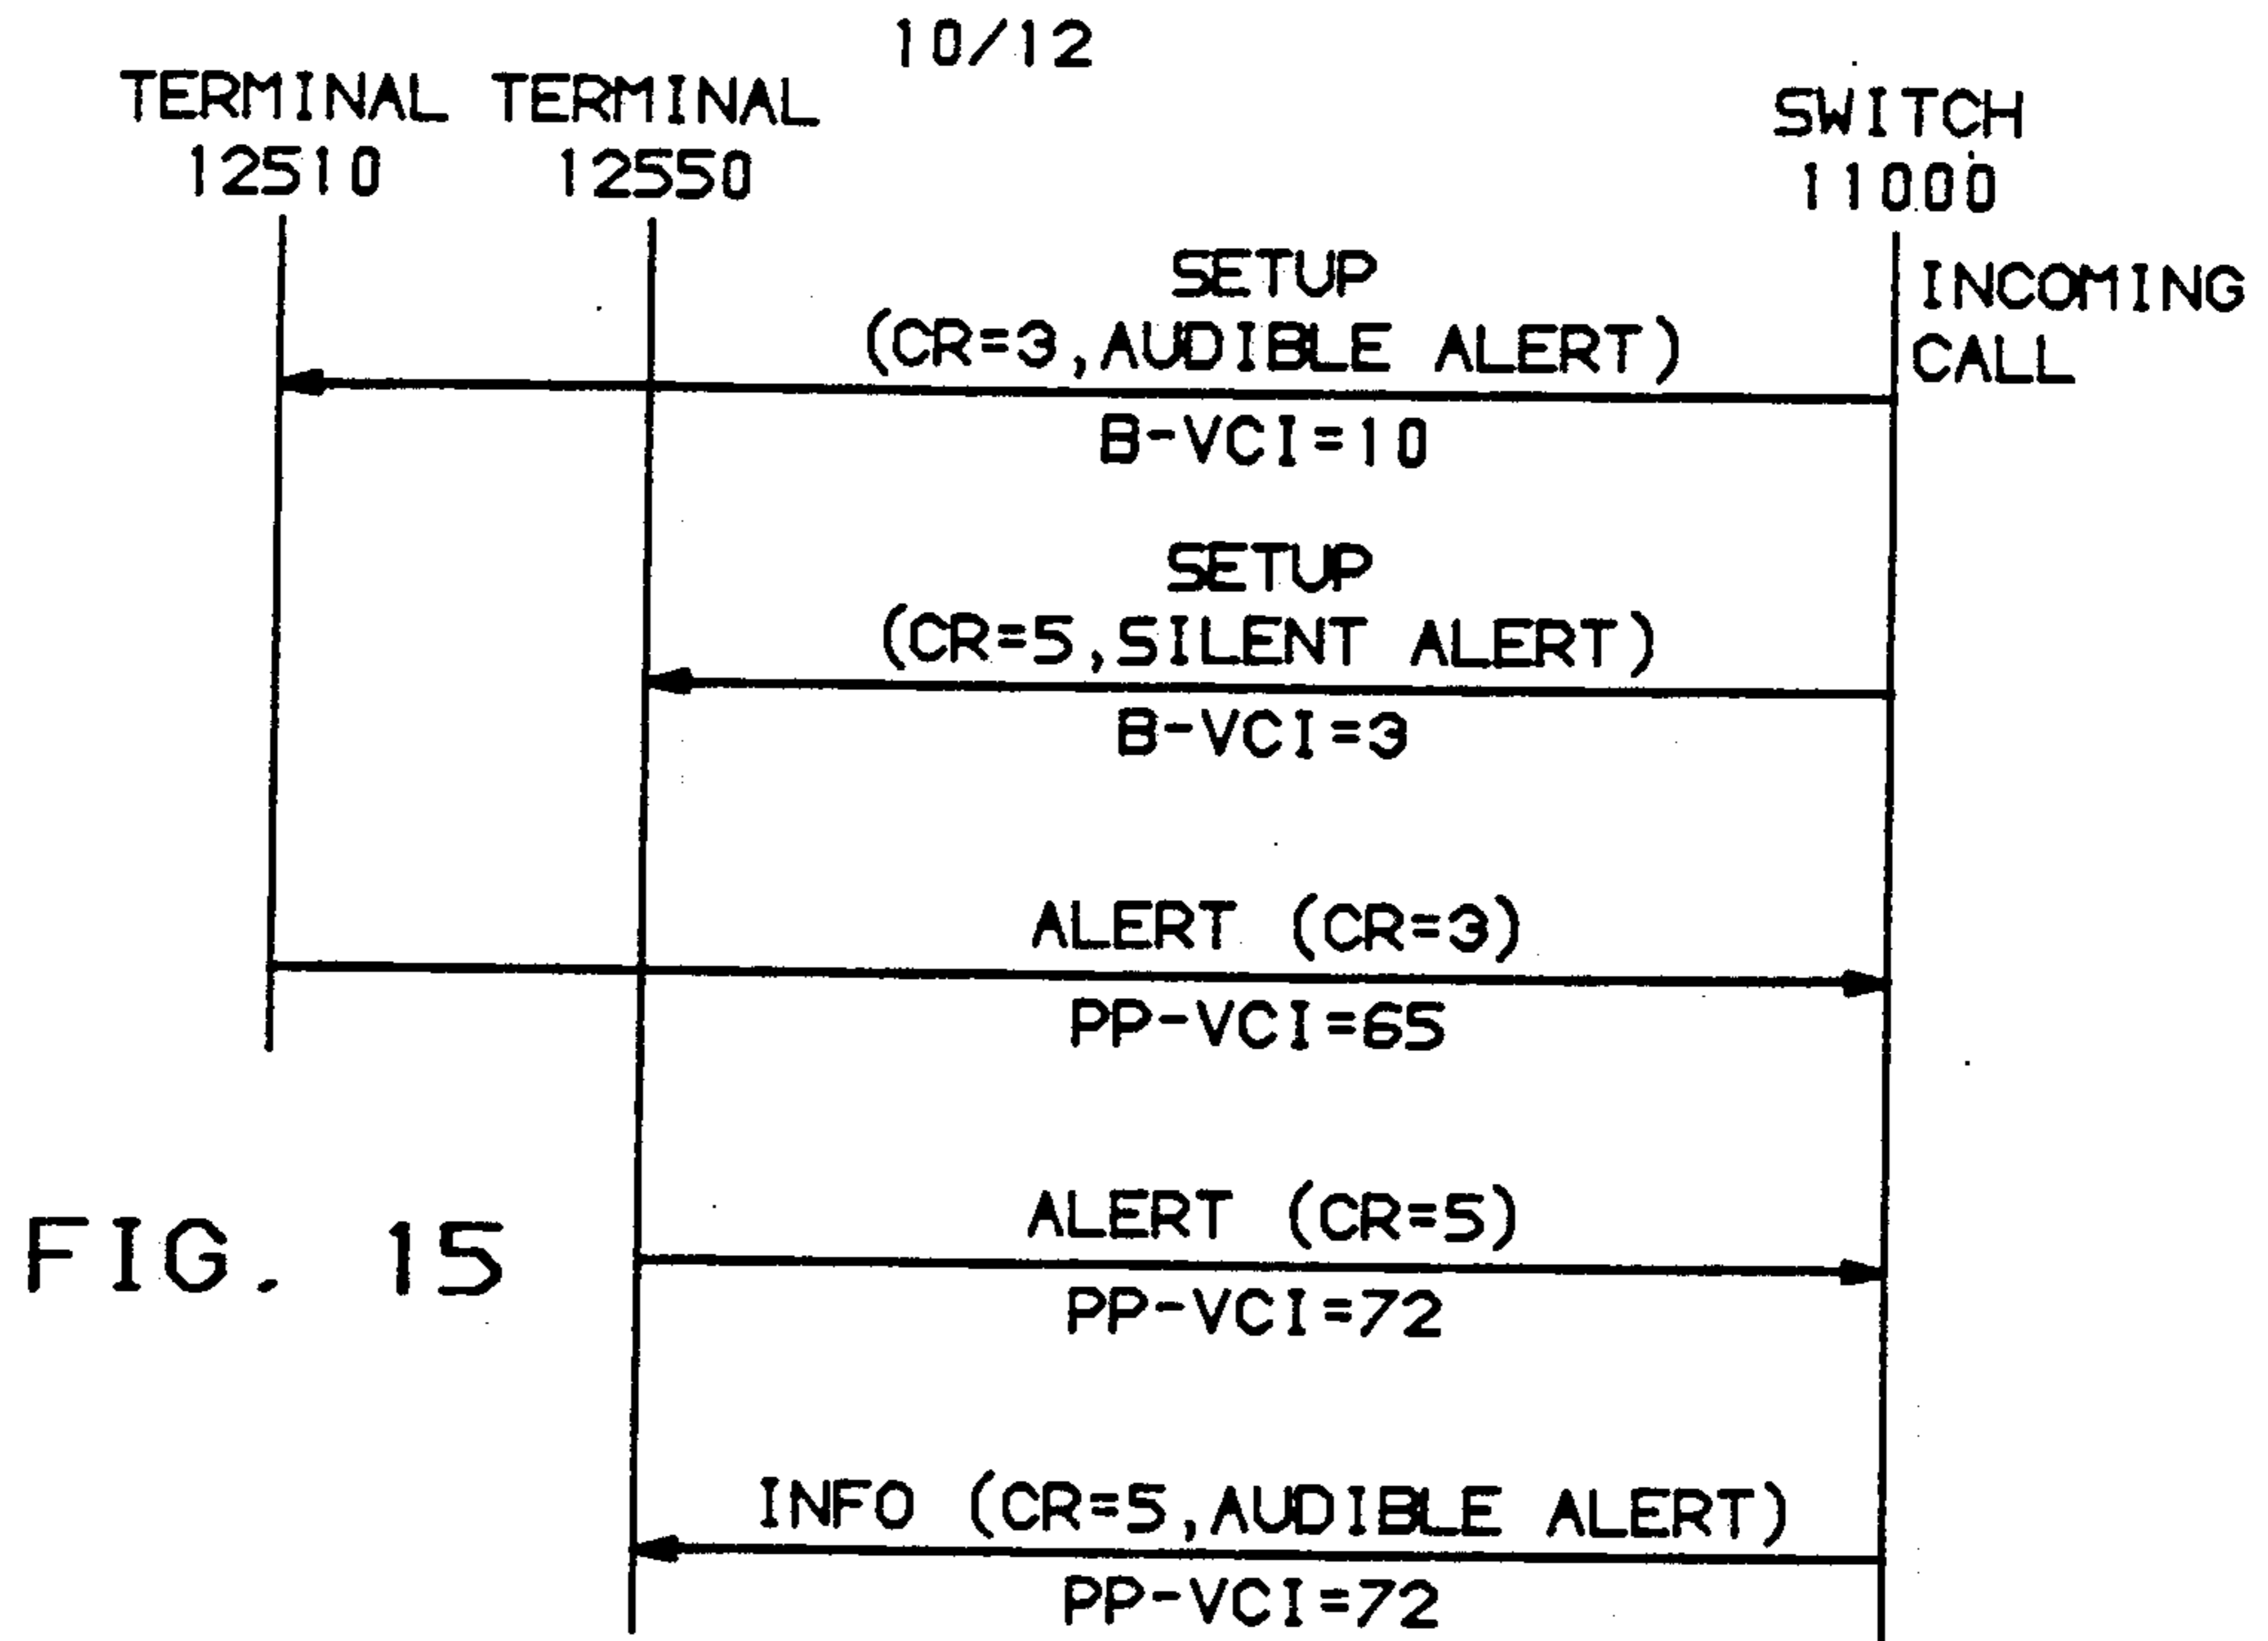 10/12
TERMINAL TERMINAL
12510 12550
SWITCH
11000
INCOMING
CALL
SETUP
(CR=3,AUDIBLE ALERT)
B-VCI=10
SETUP
(CR=5,SILENT ALERT)
B-VCI=3
ALERT (CR=3)
PP-VCI=65
ALERT (CR=5)
PP-VCI=72
FIG. 15
INFO (CR=5,AUDIBLE ALERT)
PP-VCI=72